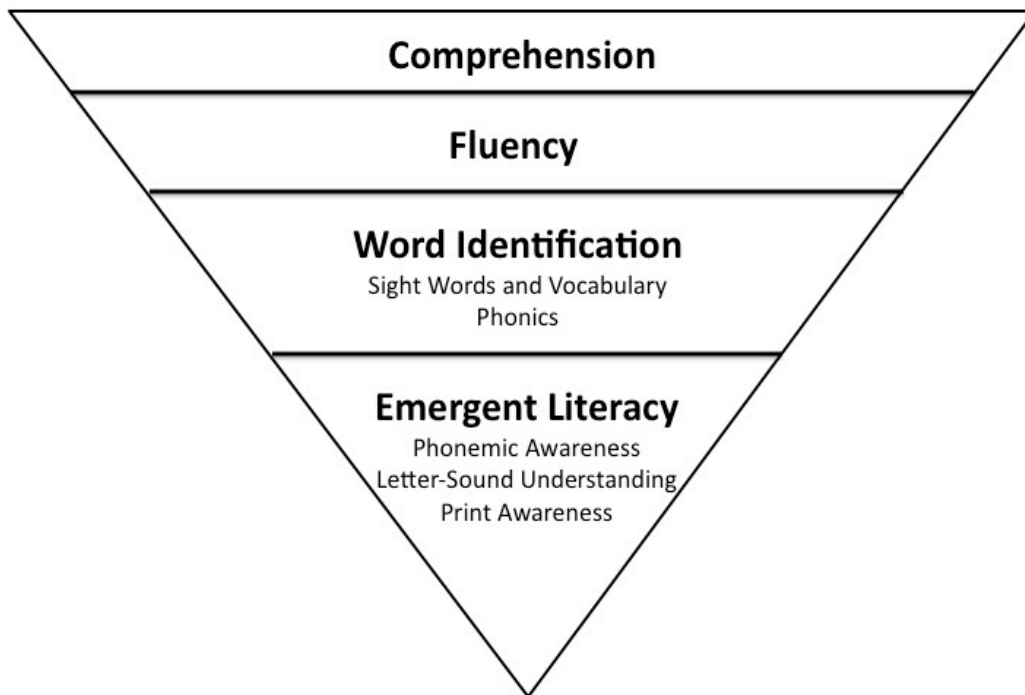 Comprehension
Fluency
Word Identification
Sight Words and Vocabulary
Phonics
Emergent Literacy
Phonemic Awareness
Letter-Sound Understanding
Print Awareness